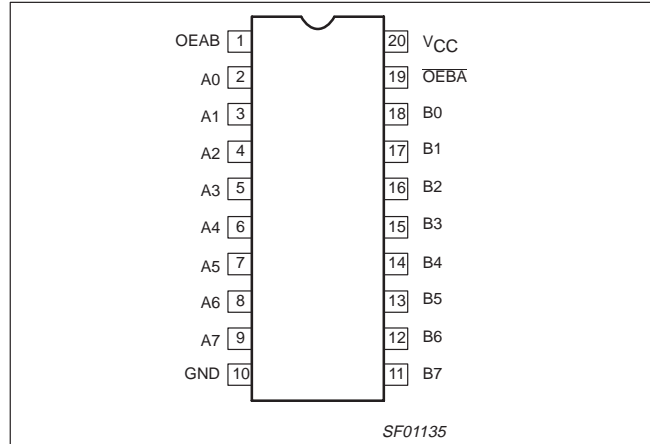 OEAB 1 20 VCC
A0 2 19 O̅E̅B̅A̅
A1 3 18 B0
A2 4 17 B1
A3 5 16 B2
A4 6 15 B3
A5 7 14 B4
A6 8 13 B5
A7 9 12 B6
GND 10 11 B7
SF01135